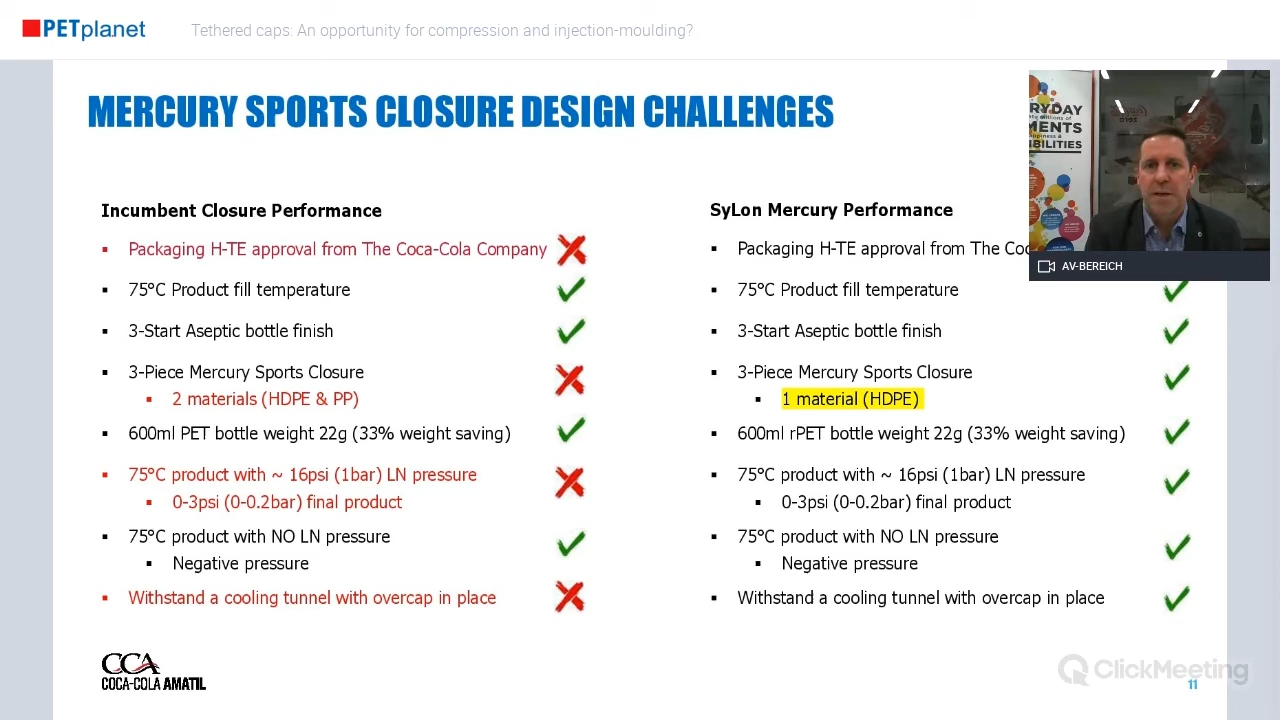 PETplanet
Tethered caps: An opportunity for compression and injection-moulding?
MERCURY SPORTS CLOSURE DESIGN CHALLENGES
Incumbent Closure Performance
▪ Packaging H-TE approval from The Coca-Cola Company
▪ 75°C Product fill temperature
▪ 3-Start Aseptic bottle finish
▪ 3-Piece Mercury Sports Closure
▪ 2 materials (HDPE & PP)
▪ 600ml PET bottle weight 22g (33% weight saving)
▪ 75°C product with ~ 16psi (1bar) LN pressure
▪ 0-3psi (0-0.2bar) final product
▪ 75°C product with NO LN pressure
▪ Negative pressure
▪ Withstand a cooling tunnel with overcap in place
SyLon Mercury Performance
▪ Packaging H-TE approval from The Coc
▪ 75°C Product fill temperature
▪ 3-Start Aseptic bottle finish
▪ 3-Piece Mercury Sports Closure
▪ 1 material (HDPE)
▪ 600ml rPET bottle weight 22g (33% weight saving)
▪ 75°C product with ~ 16psi (1bar) LN pressure
▪ 0-3psi (0-0.2bar) final product
▪ 75°C product with NO LN pressure
▪ Negative pressure
▪ Withstand a cooling tunnel with overcap in place
RYDAY
MENTS
IBILITIES
AV-BEREICH
CCA
COCA-COLA AMATIL
ClickMeeting
11